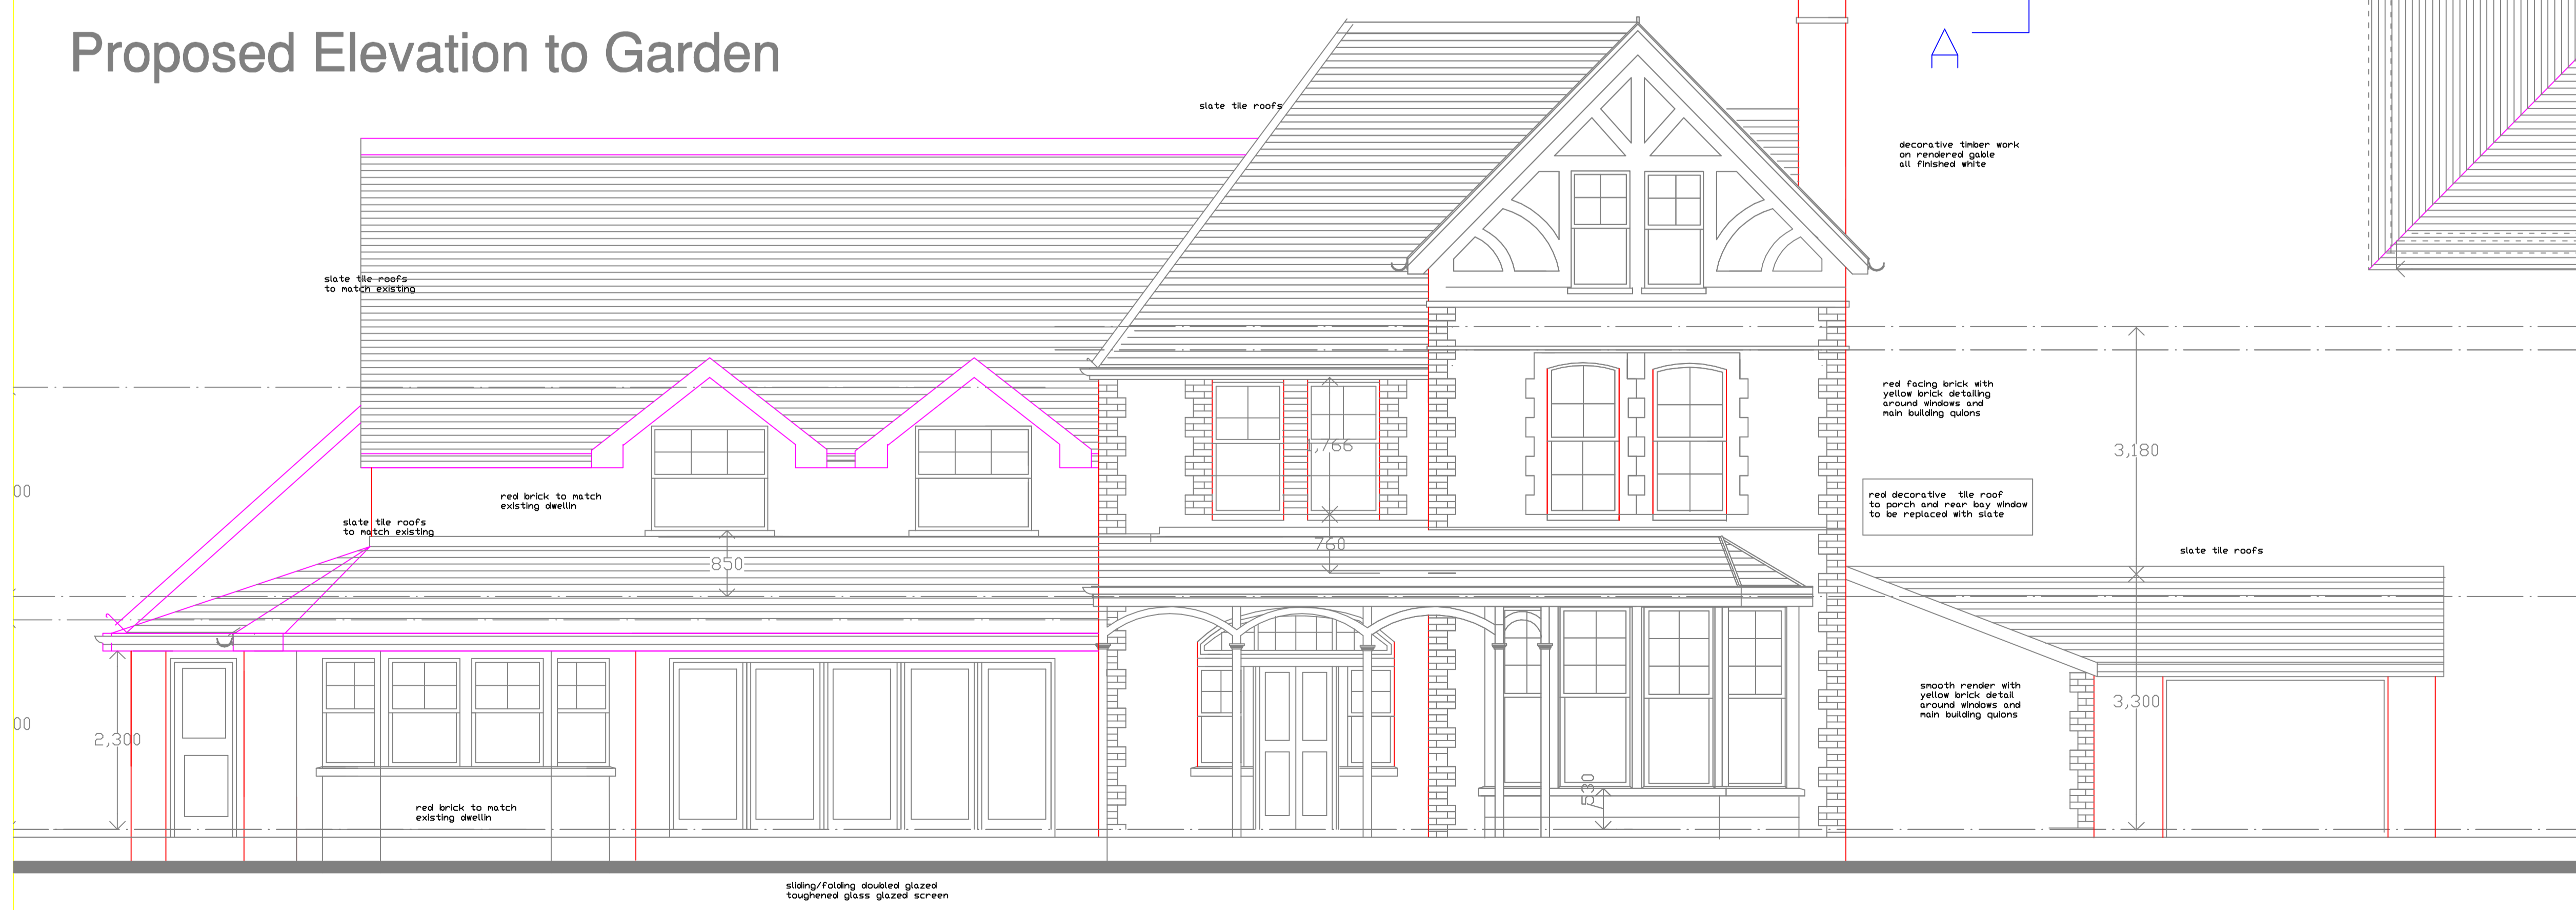 Proposed Elevation to Garden
A
slate tile roofs
decorative timber work
on rendered gable
all finished white
slate tile roofs
to match existing
red facing brick with
yellow brick detailing
around windows and
main building quions
1,766
3,180
00
red brick to match
existing dwellin
red decorative tile roof
to porch and rear bay window
to be replaced with slate
slate tile roofs
to match existing
760
slate tile roofs
850
smooth render with
yellow brick detail
around windows and
main building quions
3,300
00
2,300
530
red brick to match
existing dwellin
sliding/folding doubled glazed
toughened glass glazed screen